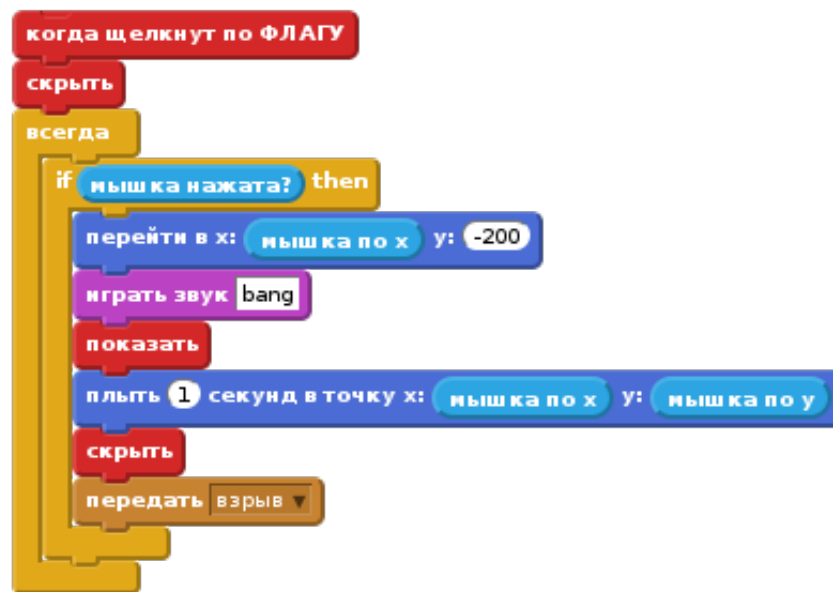 когда щелкнут по ФЛАГУ
скрыть
всегда
if мышка нажата? then
перейти в x: мышка по x y: -200
играть звук bang
показать
плыть 1 секунд в точку x: мышка по x y: мышка по y
скрыть
передать взрыв